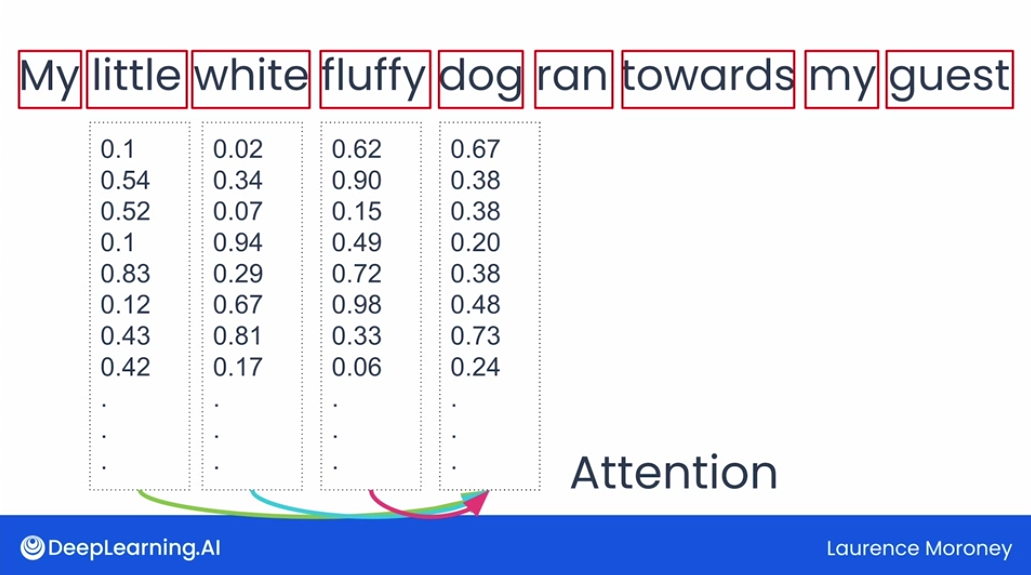 My little white fluffy dog ran towards my guest
0.1 0.02 0.62 0.67
0.54 0.34 0.90 0.38
0.52 0.07 0.15 0.38
0.1 0.94 0.49 0.20
0.83 0.29 0.72 0.38
0.12 0.67 0.98 0.48
0.43 0.81 0.33 0.73
0.42 0.17 0.06 0.24
. . . .
. . . .
. . . .
Attention
DeepLearning.AI
Laurence Moroney